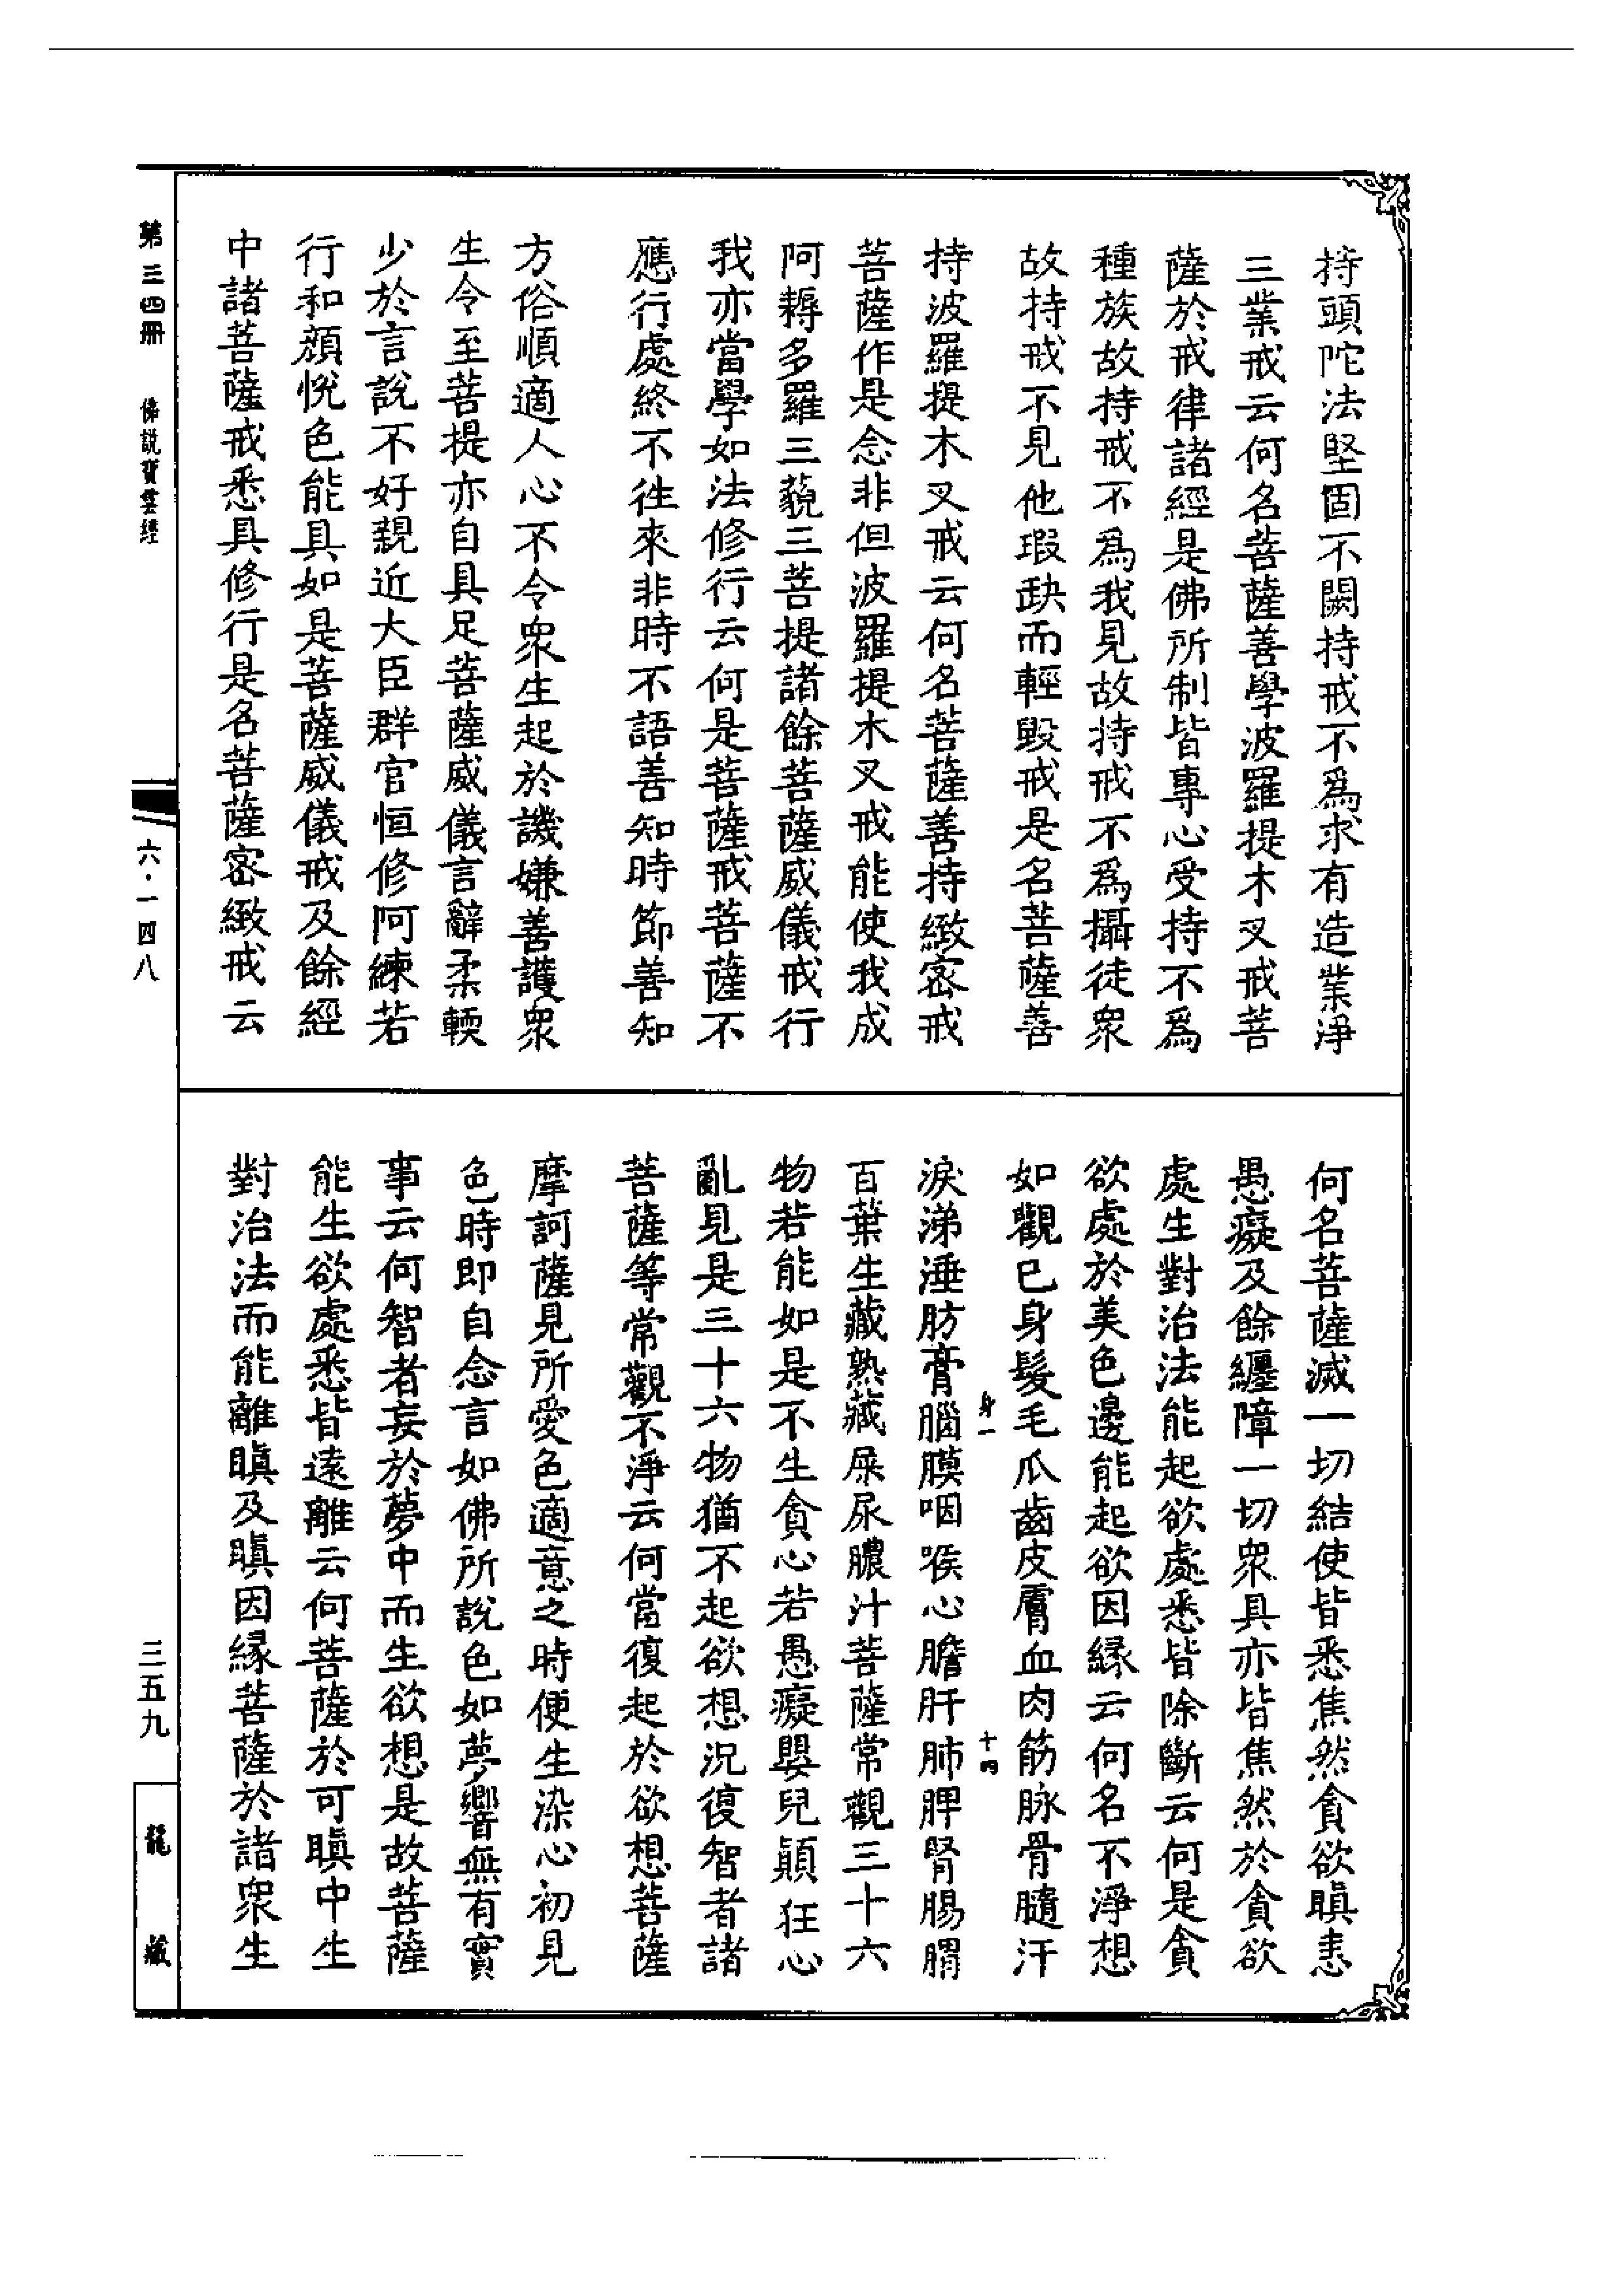 持頭陀法堅固不闕持戒不爲求有造業淨
三業戒云何名菩薩善學波羅提木叉戒菩
薩於戒律諸經是佛所制皆專心受持不爲
種族故持戒不爲我見故持戒不爲攝徒衆
故持戒不見他瑕缺而輕毀戒是名菩薩善
持波羅提木叉戒云何名菩薩善持緻密戒
菩薩作是念非但波羅提木叉戒能使我成
阿耨多羅三藐三菩提諸餘菩薩威儀戒行
我亦當學如法修行云何是菩薩戒菩薩不
應行處終不往來非時不語善知時節善知
方俗順適人心不令衆生起於譏嫌善護衆
生令至菩提亦自具足菩薩威儀言辭柔輭
少於言說不好親近大臣群官恒修阿練若
行和顔悅色能具如是菩薩威儀戒及餘經
中諸菩薩戒悉具修行是名菩薩密緻戒云
何名菩薩滅一切結使皆悉焦然貪欲瞋恚
愚癡及餘纏障一切衆具亦皆焦然於貪欲
處生對治法能起欲處悉皆除斷云何是貪
欲處於美色邊能起欲因緣云何名不淨想
如觀已身髮毛爪齒皮膚血肉筋脉骨髓汗
身一
十四
淚涕唾肪膏腦膜咽喉心膽肝肺脾腎腸胃
百葉生藏熟藏屎尿膿汁菩薩常觀三十六
物若能如是不生貪心若愚癡嬰兒顛狂心
亂見是三十六物猶不起欲想況復智者諸
菩薩等常觀不淨云何當復起於欲想菩薩
摩訶薩見所愛色適意之時便生染心初見
色時即自念言如佛所說色如夢響無有實
事云何智者妄於夢中而生欲想是故菩薩
能生欲處悉皆遠離云何菩薩於可瞋中生
對治法而能離瞋及瞋因緣菩薩於諸衆生
第三四冊
佛說寶雲經
六·一四八
三五九
龍藏